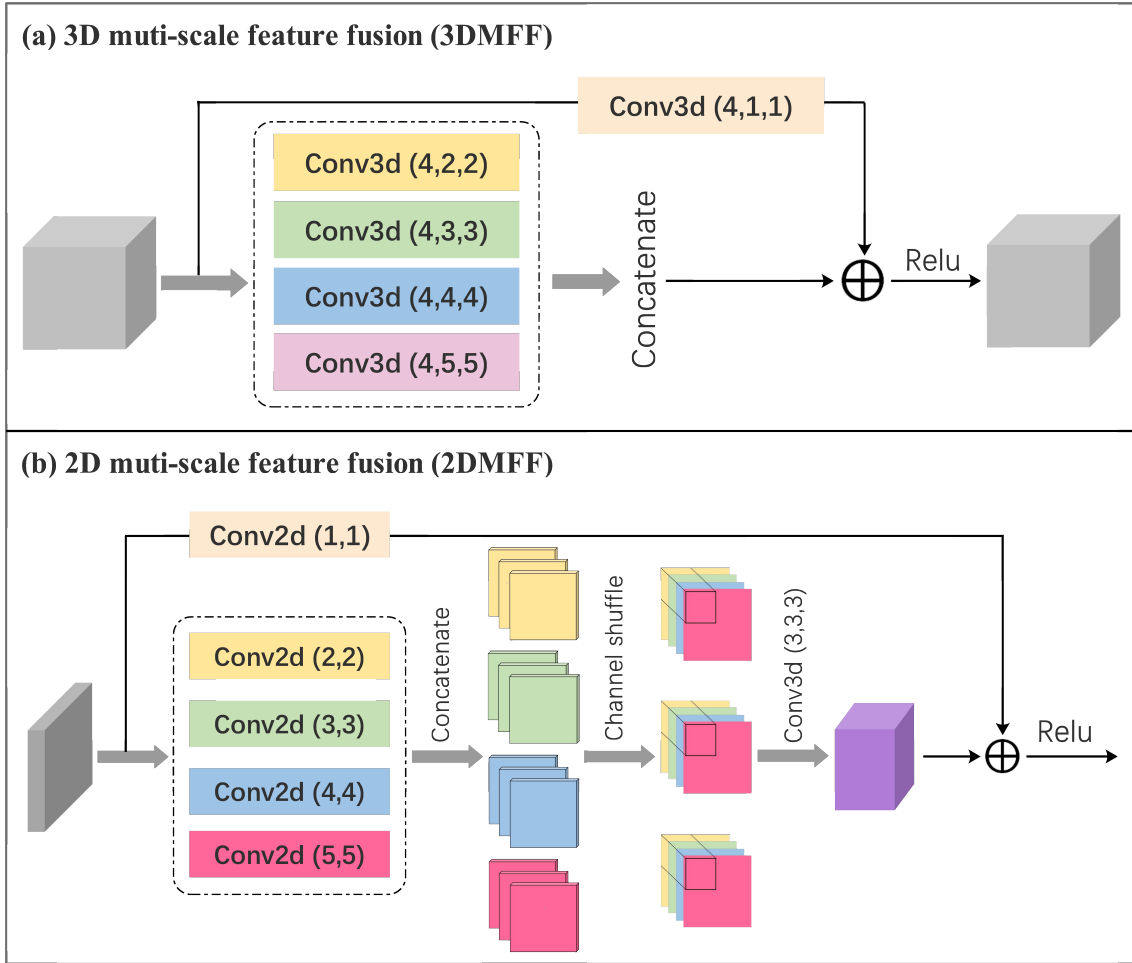 (a) 3D muti-scale feature fusion (3DMFF)
Conv3d (4,1,1)
Conv3d (4,2,2)
Conv3d (4,3,3)
Conv3d (4,4,4)
Conv3d (4,5,5)
Concatenate
Relu
(b) 2D muti-scale feature fusion (2DMFF)
Conv2d (1,1)
Conv2d (2,2)
Conv2d (3,3)
Conv2d (4,4)
Conv2d (5,5)
Concatenate
Channel shuffle
Conv3d (3,3,3)
Relu